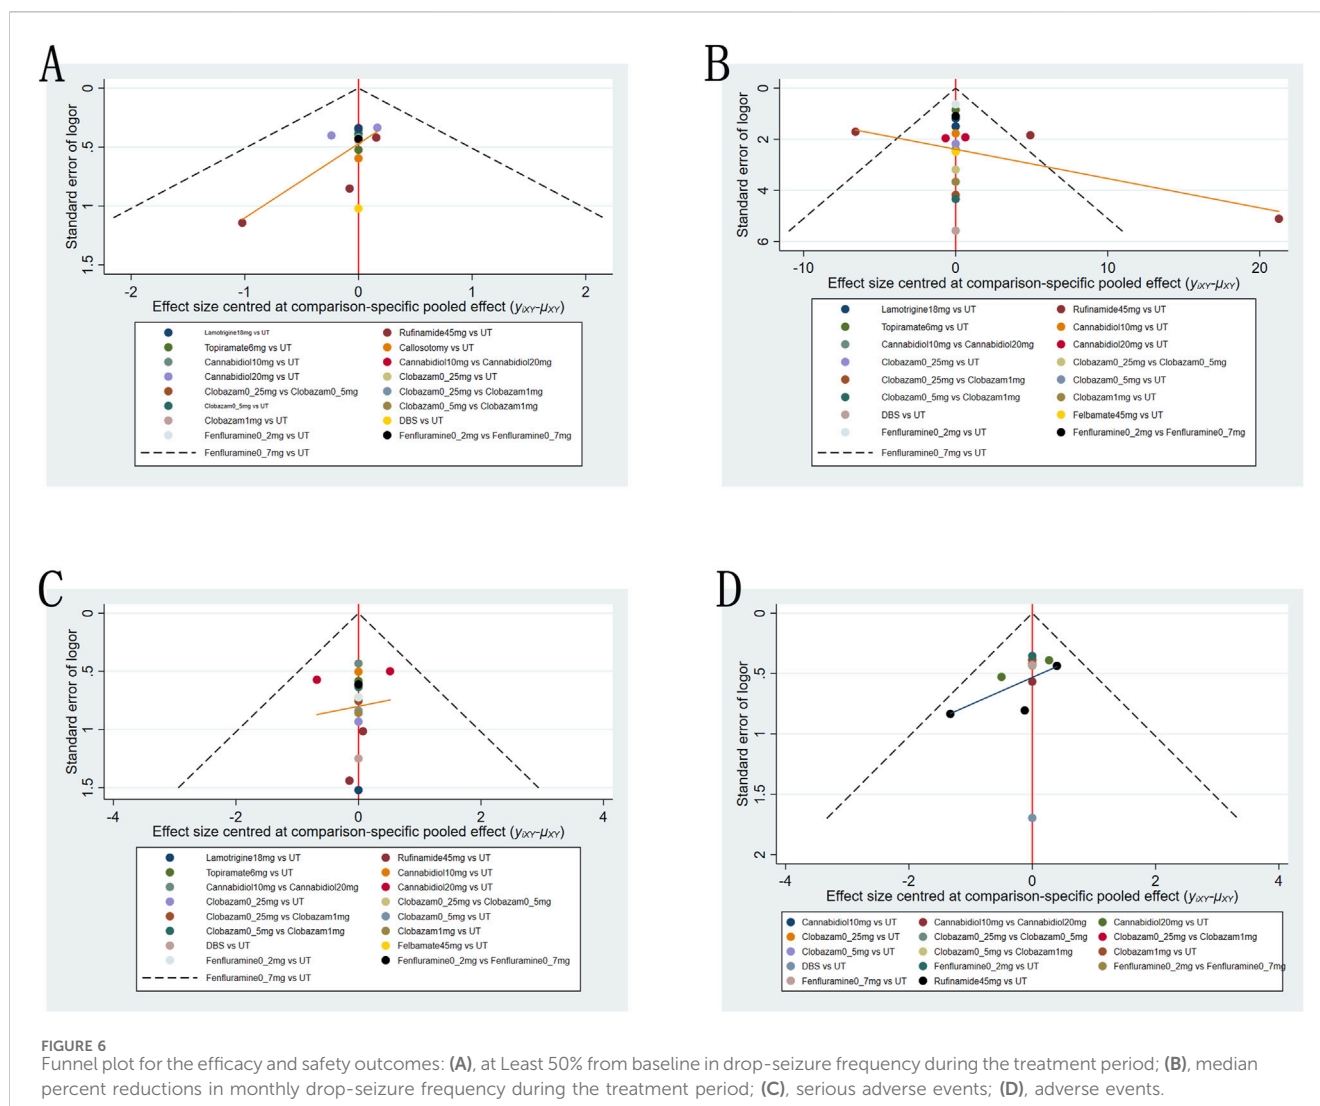 A
Standard error of logor
0
.5
1
1.5
-2
-1
0
1
2
Effect size centred at comparison-specific pooled effect (yiXY-μXY)
Lamotrigine18mg vs UT
Rufinamide45mg vs UT
Topiramate6mg vs UT
Callosotomy vs UT
Cannabidiol10mg vs UT
Cannabidiol10mg vs Cannabidiol20mg
Cannabidiol20mg vs UT
Clobazam0_25mg vs UT
Clobazam0_25mg vs Clobazam0_5mg
Clobazam0_25mg vs Clobazam1mg
Clobazam0_5mg vs UT
Clobazam0_5mg vs Clobazam1mg
Clobazam1mg vs UT
DBS vs UT
Fenfluramine0_2mg vs UT
Fenfluramine0_2mg vs Fenfluramine0_7mg
Fenfluramine0_7mg vs UT
B
Standard error of logor
0
2
4
6
-10
0
10
20
Effect size centred at comparison-specific pooled effect (yiXY-μXY)
Lamotrigine18mg vs UT
Rufinamide45mg vs UT
Topiramate6mg vs UT
Cannabidiol10mg vs UT
Cannabidiol10mg vs Cannabidiol20mg
Cannabidiol20mg vs UT
Clobazam0_25mg vs UT
Clobazam0_25mg vs Clobazam0_5mg
Clobazam0_25mg vs Clobazam1mg
Clobazam0_5mg vs UT
Clobazam0_5mg vs Clobazam1mg
Clobazam1mg vs UT
DBS vs UT
Felbamate45mg vs UT
Fenfluramine0_2mg vs UT
Fenfluramine0_2mg vs Fenfluramine0_7mg
Fenfluramine0_7mg vs UT
C
Standard error of logor
0
.5
1
1.5
-4
-2
0
2
4
Effect size centred at comparison-specific pooled effect (yiXY-μXY)
Lamotrigine18mg vs UT
Rufinamide45mg vs UT
Topiramate6mg vs UT
Cannabidiol10mg vs UT
Cannabidiol10mg vs Cannabidiol20mg
Cannabidiol20mg vs UT
Clobazam0_25mg vs UT
Clobazam0_25mg vs Clobazam0_5mg
Clobazam0_25mg vs Clobazam1mg
Clobazam0_5mg vs UT
Clobazam0_5mg vs Clobazam1mg
Clobazam1mg vs UT
DBS vs UT
Felbamate45mg vs UT
Fenfluramine0_2mg vs UT
Fenfluramine0_2mg vs Fenfluramine0_7mg
Fenfluramine0_7mg vs UT
D
Standard error of logor
0
.5
1
1.5
2
-4
-2
0
2
4
Effect size centred at comparison-specific pooled effect (yiXY-μXY)
Cannabidiol10mg vs UT
Cannabidiol10mg vs Cannabidiol20mg
Cannabidiol20mg vs UT
Clobazam0_25mg vs UT
Clobazam0_25mg vs Clobazam0_5mg
Clobazam0_25mg vs Clobazam1mg
Clobazam0_5mg vs UT
Clobazam0_5mg vs Clobazam1mg
Clobazam1mg vs UT
DBS vs UT
Fenfluramine0_2mg vs UT
Fenfluramine0_2mg vs Fenfluramine0_7mg
Fenfluramine0_7mg vs UT
Rufinamide45mg vs UT
FIGURE 6
Funnel plot for the efficacy and safety outcomes: (A), at Least 50% from baseline in drop-seizure frequency during the treatment period; (B), median
percent reductions in monthly drop-seizure frequency during the treatment period; (C), serious adverse events; (D), adverse events.